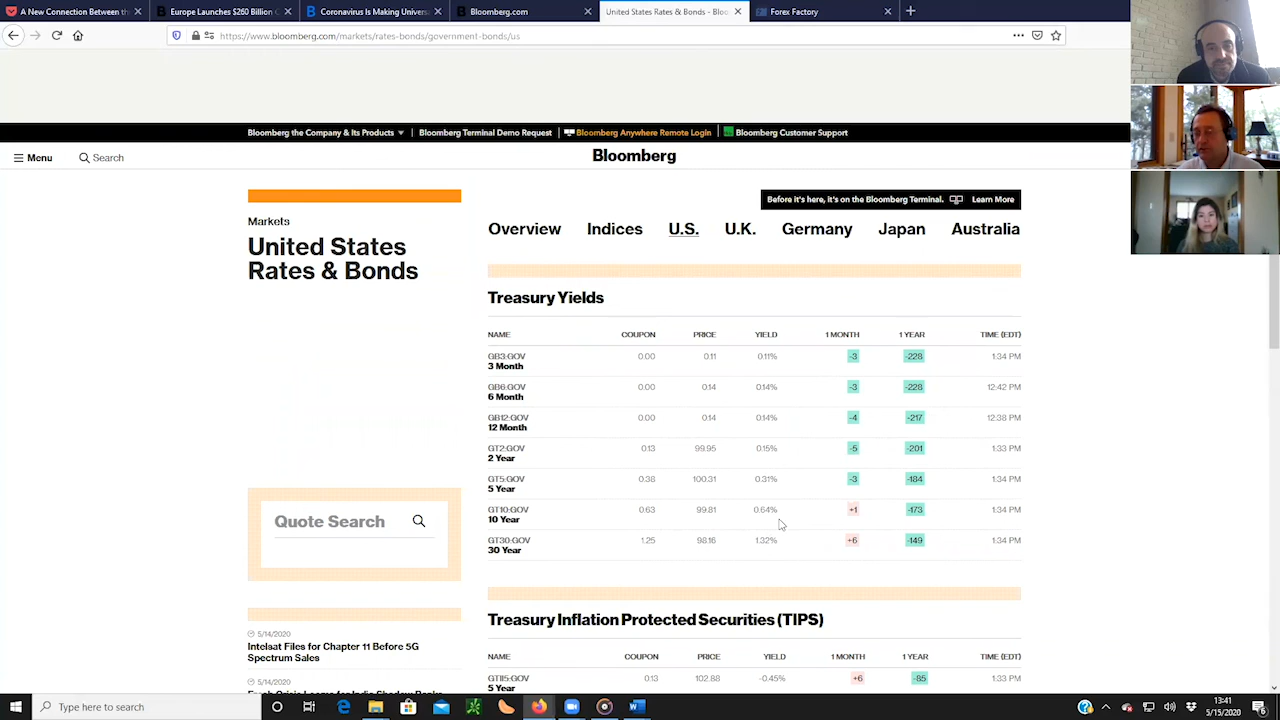 A New Connection Between th
Europe Launches $260 Billion C
Coronavirus Is Making Univers
Bloomberg.com
United States Rates & Bonds - Bloo
Forex Factory
https://www.bloomberg.com/markets/rates-bonds/government-bonds/us
Bloomberg the Company & Its Products
Bloomberg Terminal Demo Request
Bloomberg Anywhere Remote Login
Bloomberg Customer Support
Menu
Search
Bloomberg
Before it's here, it's on the Bloomberg Terminal. Learn More
Markets
United States
Rates & Bonds
Overview Indices U.S. U.K. Germany Japan Australia
Treasury Yields
NAME COUPON PRICE YIELD 1 MONTH 1 YEAR TIME (EDT)
GB3:GOV 0.00 0.11 0.11% -3 -228 1:34 PM
3 Month
GB6:GOV 0.00 0.14 0.14% -3 -228 12:42 PM
6 Month
GB12:GOV 0.00 0.14 0.14% -4 -217 12:38 PM
12 Month
GT2:GOV 0.13 99.95 0.15% -5 -201 1:33 PM
2 Year
GT5:GOV 0.38 100.31 0.31% -3 -184 1:34 PM
5 Year
GT10:GOV 0.63 99.81 0.64% +1 -173 1:34 PM
10 Year
GT30:GOV 1.25 98.16 1.32% +6 -149 1:34 PM
30 Year
Quote Search
Treasury Inflation Protected Securities (TIPS)
NAME COUPON PRICE YIELD 1 MONTH 1 YEAR TIME (EDT)
GTII5:GOV 0.13 102.88 -0.45% +6 -85 1:33 PM
5 Year
5/14/2020
Intelsat Files for Chapter 11 Before 5G
Spectrum Sales
5/14/2020
Type here to search
13:41
5/15/2020